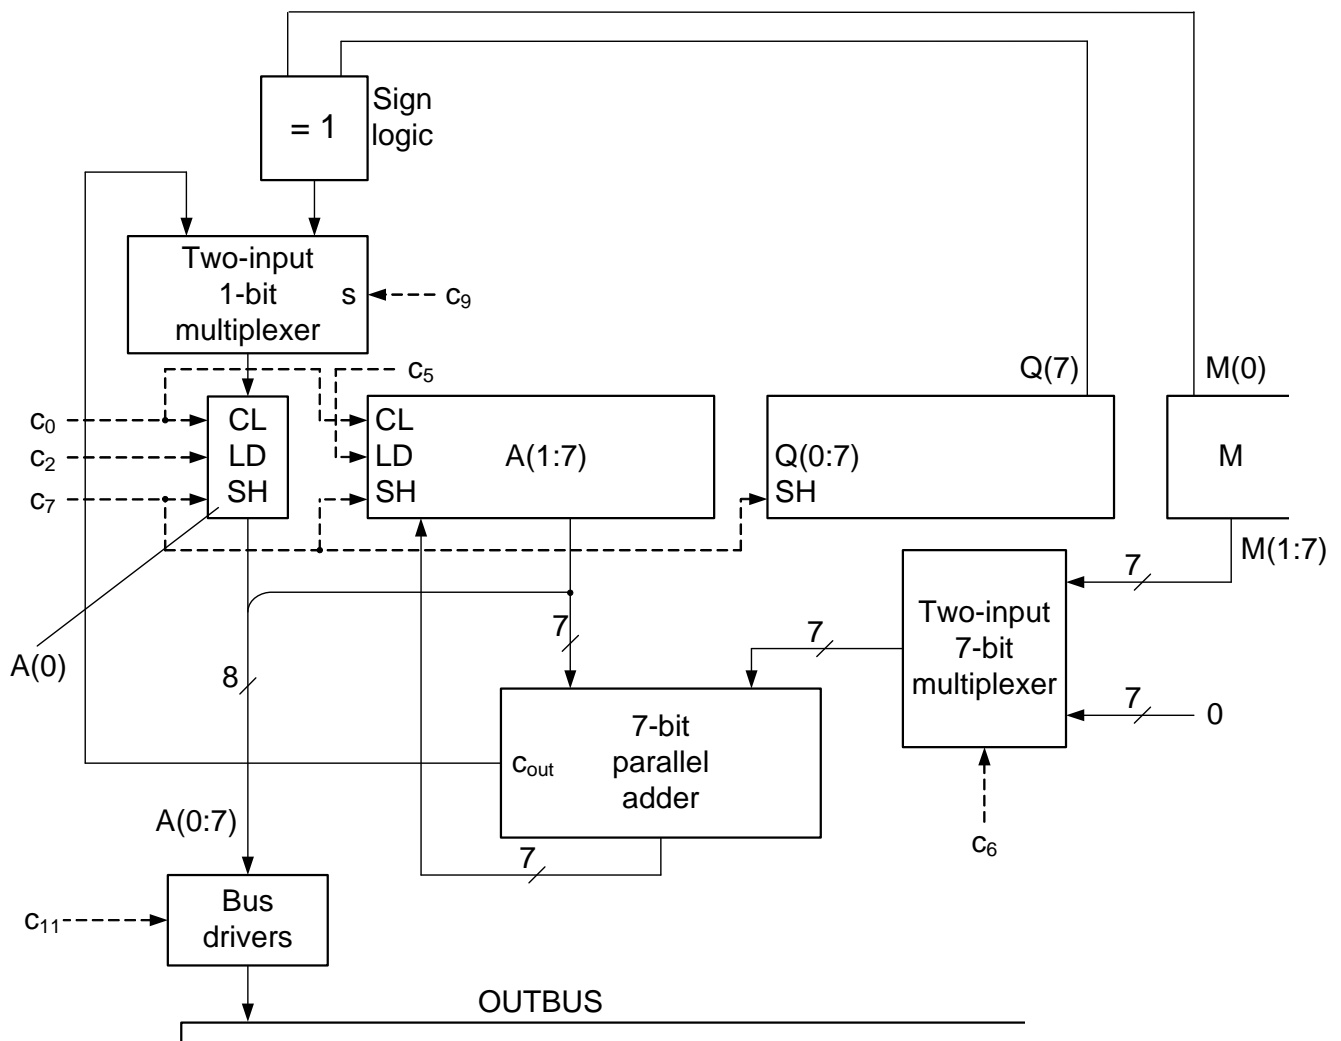 = 1
Sign
logic
Two-input
1-bit
multiplexer
s
c9
c5
Q(7)
M(0)
c0
c2
c7
CL
LD
SH
CL
LD
SH
A(1:7)
Q(0:7)
SH
M
M(1:7)
7
Two-input
7-bit
multiplexer
7
7
7
0
A(0)
8
7-bit
parallel
adder
cout
c6
A(0:7)
7
Bus
drivers
c11
OUTBUS